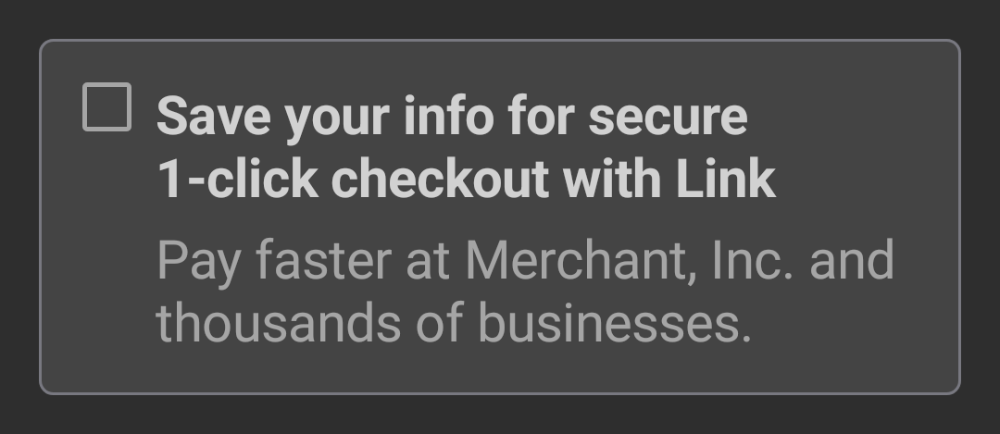 Save your info for secure
1-click checkout with Link
Pay faster at Merchant, Inc. and
thousands of businesses.